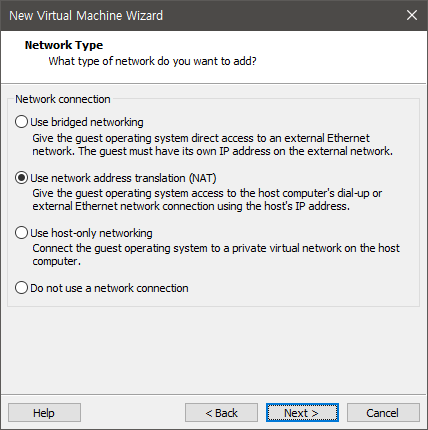 New Virtual Machine Wizard
Network Type
What type of network do you want to add?
Network connection
Use bridged networking
Give the guest operating system direct access to an external Ethernet
network. The guest must have its own IP address on the external network.
Use network address translation (NAT)
Give the guest operating system access to the host computer's dial-up or
external Ethernet network connection using the host's IP address.
Use host-only networking
Connect the guest operating system to a private virtual network on the host
computer.
Do not use a network connection
Help
< Back
Next >
Cancel